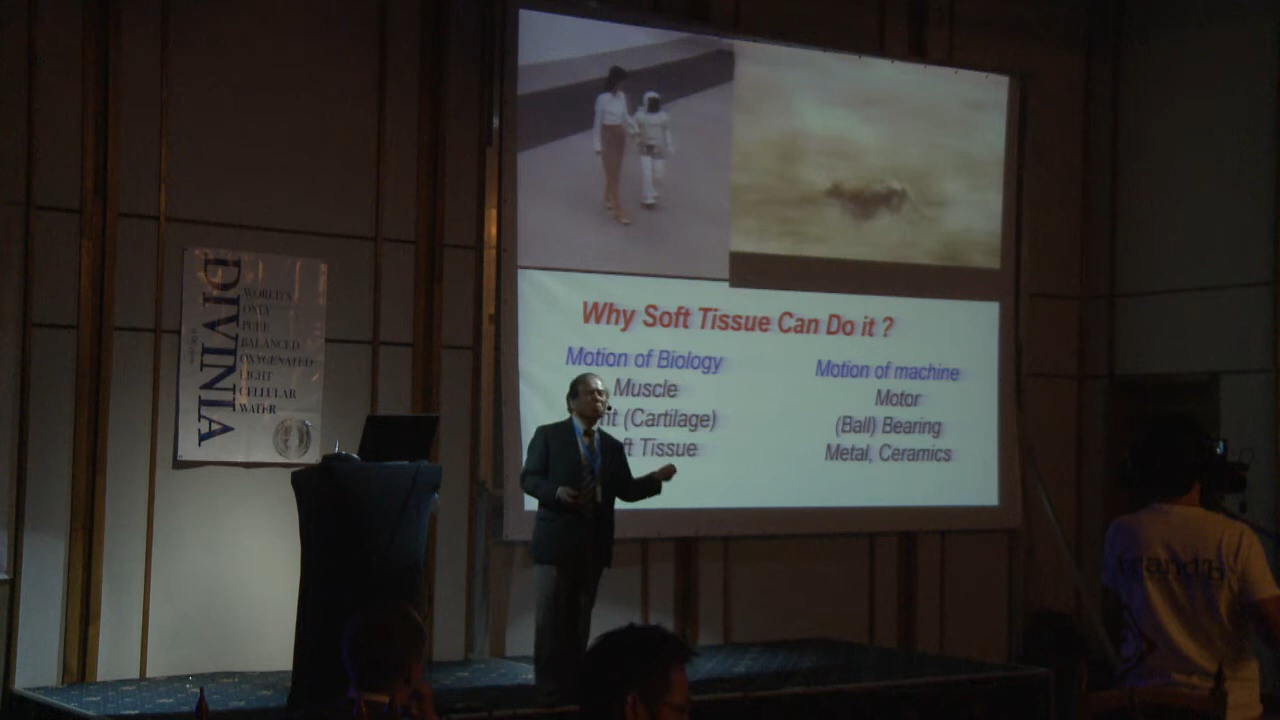 DIVINIA
WORLD'S
ONLY
PURE
BALANCED
OXYGENATED
LIGHT
CELLULAR
WATER
Why Soft Tissue Can Do it ?
Motion of Biology
Muscle
(Cartilage)
Tissue
Motion of machine
Motor
(Ball) Bearing
Metal, Ceramics